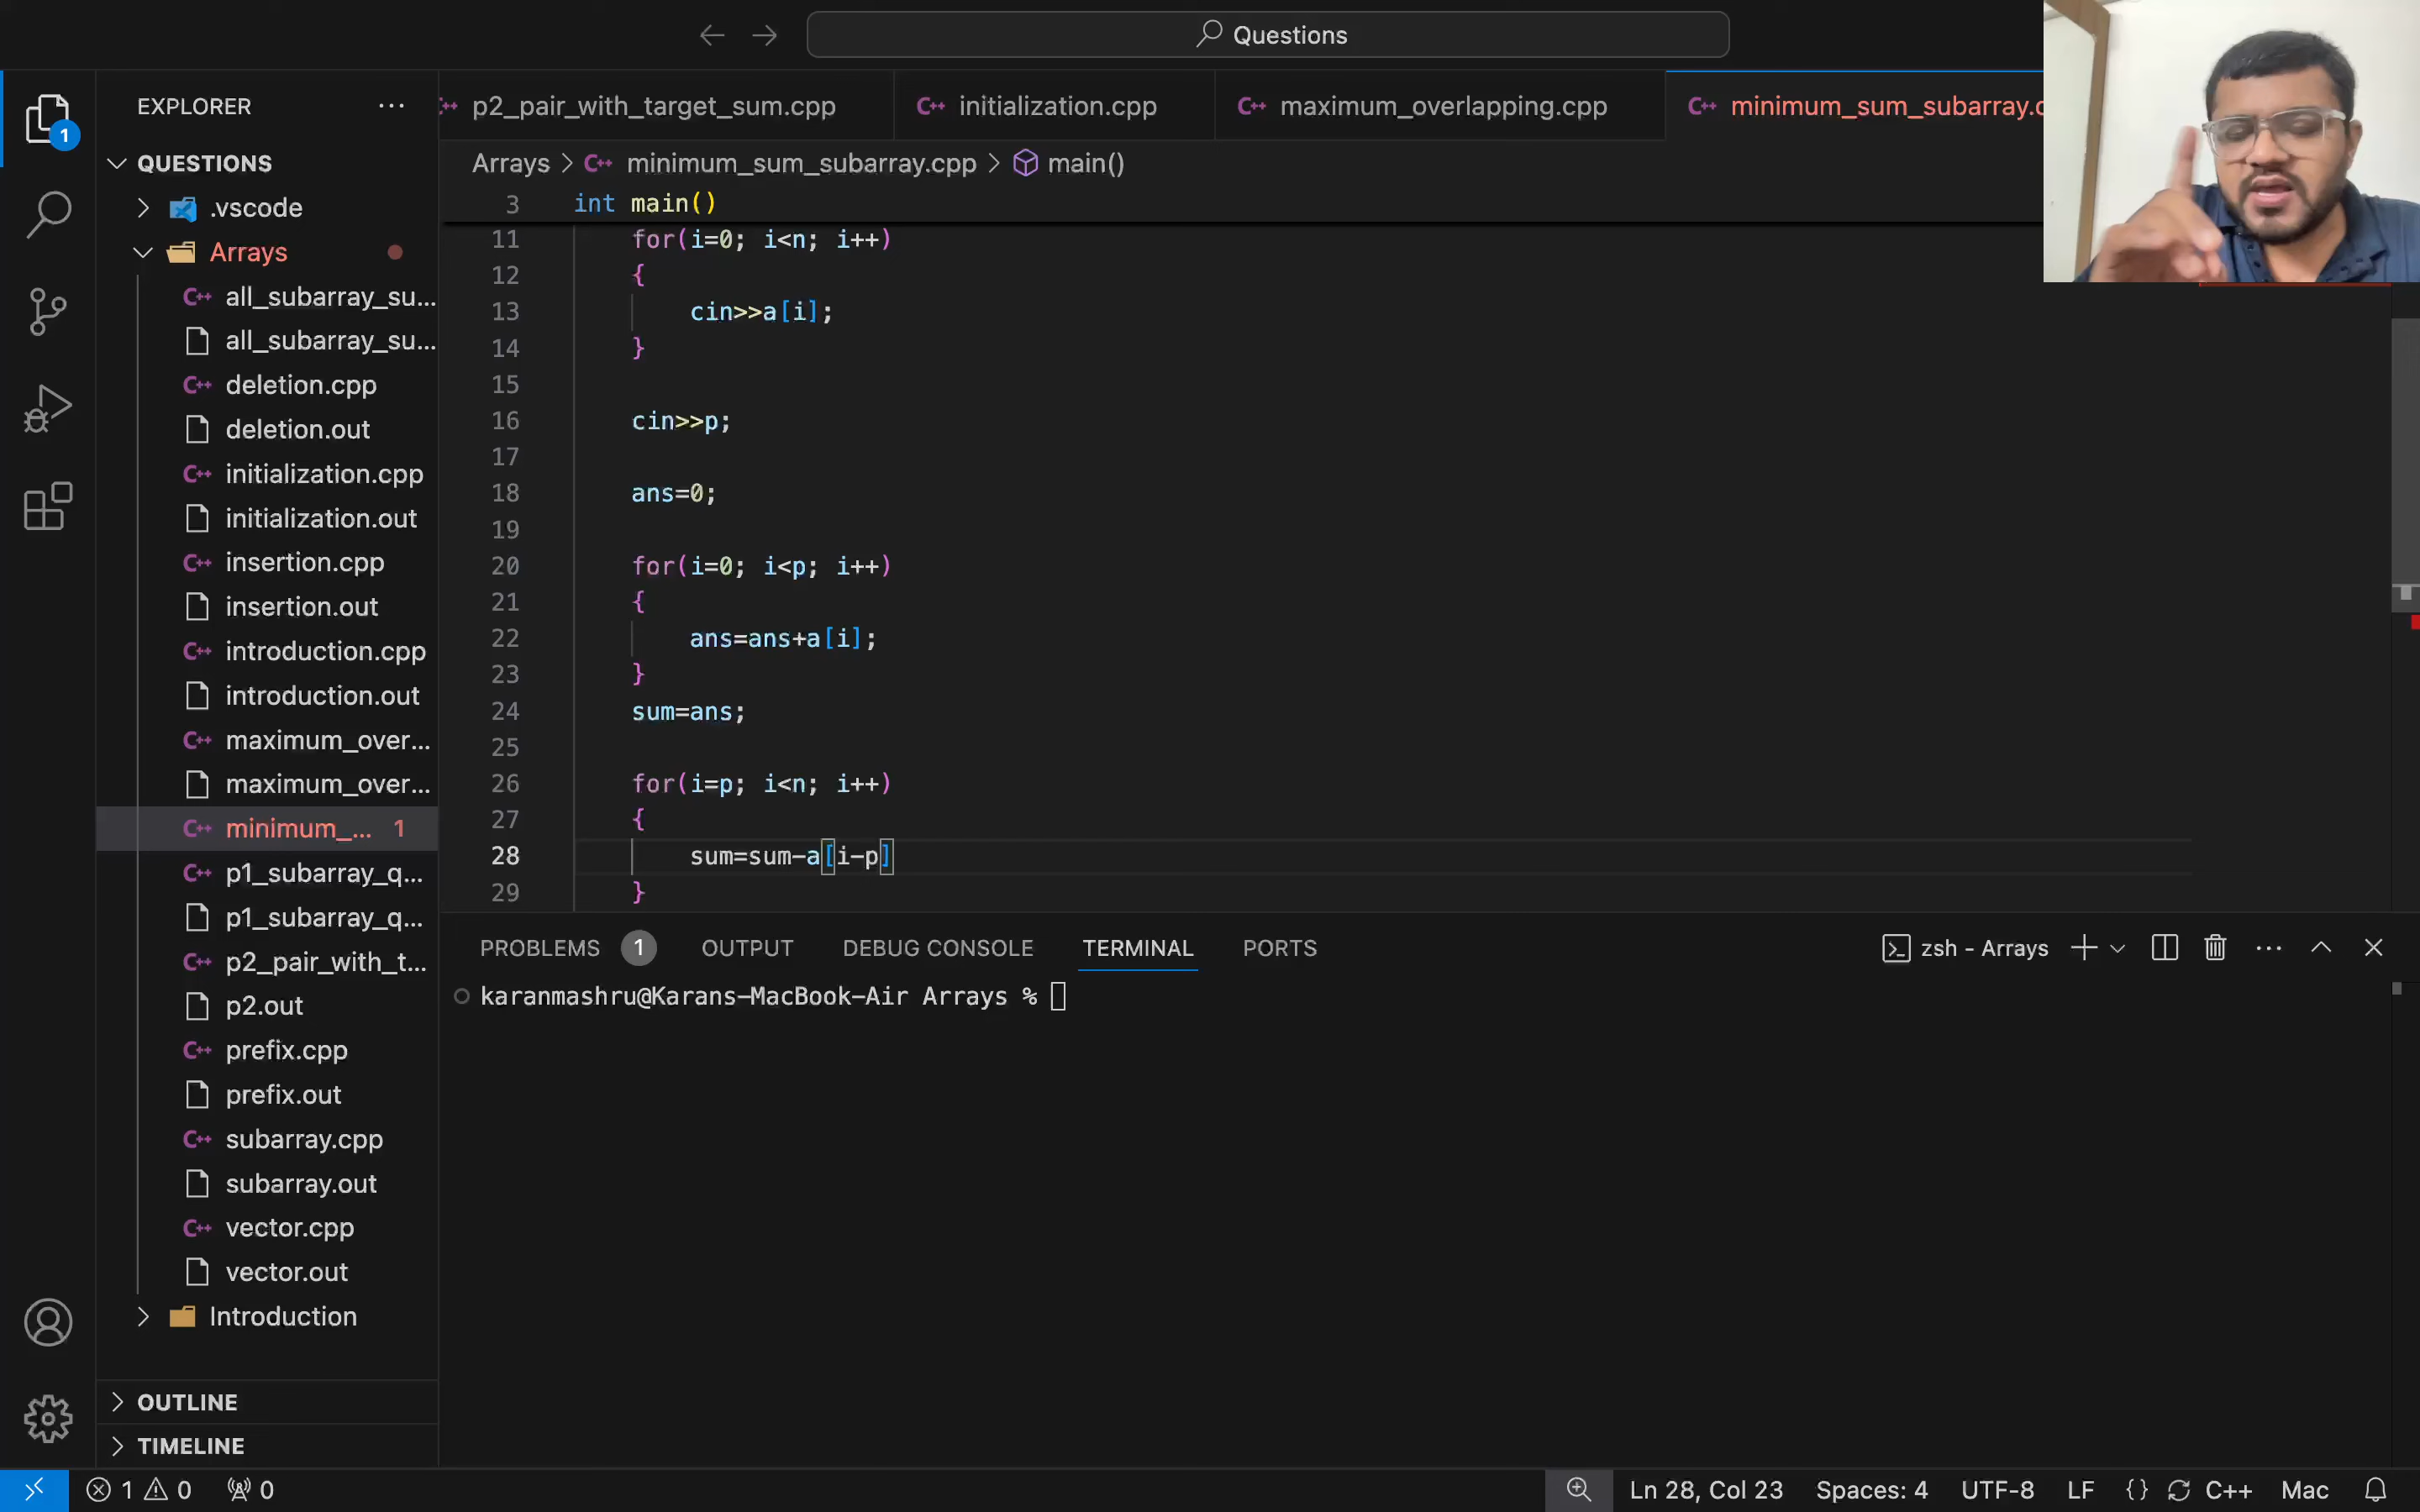 Questions
EXPLORER
p2_pair_with_target_sum.cpp
initialization.cpp
maximum_overlapping.cpp
minimum_sum_subarray.c
QUESTIONS
Arrays > minimum_sum_subarray.cpp > main()
.vscode
Arrays
all_subarray_su...
all_subarray_su...
deletion.cpp
deletion.out
initialization.cpp
initialization.out
insertion.cpp
insertion.out
introduction.cpp
introduction.out
maximum_over...
maximum_over...
minimum_... 1
p1_subarray_q...
p1_subarray_q...
p2_pair_with_t...
p2.out
prefix.cpp
prefix.out
subarray.cpp
subarray.out
vector.cpp
vector.out
Introduction
OUTLINE
TIMELINE
3 int main()
11 for(i=0; i<n; i++)
12 {
13 cin>>a[i];
14 }
15
16 cin>>p;
17
18 ans=0;
19
20 for(i=0; i<p; i++)
21 {
22 ans=ans+a[i];
23 }
24 sum=ans;
25
26 for(i=p; i<n; i++)
27 {
28 sum=sum-a[i-p]
29 }
PROBLEMS 1 OUTPUT DEBUG CONSOLE TERMINAL PORTS
zsh - Arrays
karanmashru@Karans-MacBook-Air Arrays %
1 0 0
Ln 28, Col 23 Spaces: 4 UTF-8 LF {} C++ Mac